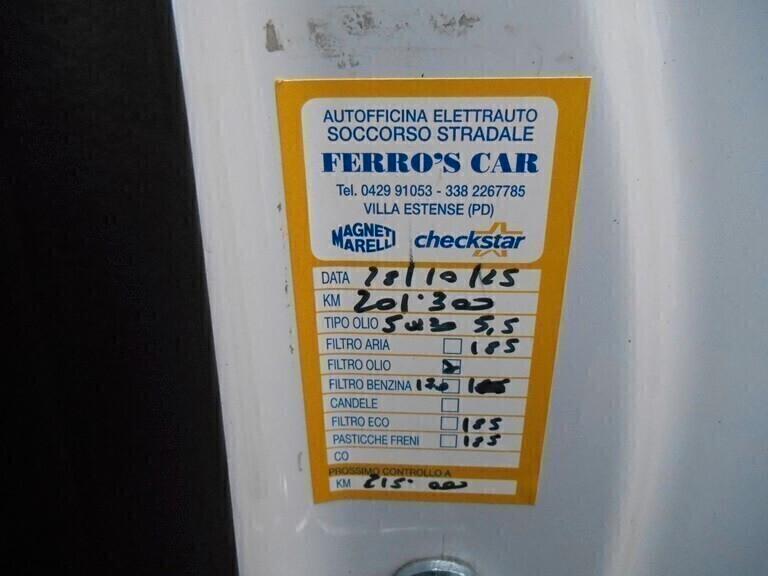 AUTOFFICINA ELETTRAUTO
SOCCORSO STRADALE
FERRO'S CAR
Tel. 0429 91053 - 338 2267785
VILLA ESTENSE (PD)
MAGNETI MARELLI checkstar
DATA 28/10/25
KM 201.300
TIPO OLIO 5W30 5,5
FILTRO ARIA 185
FILTRO OLIO
FILTRO BENZINA 120
CANDELE
FILTRO ECO 185
PASTICCHE FRENI 185
CO
PROSSIMO CONTROLLO A
KM 215.000